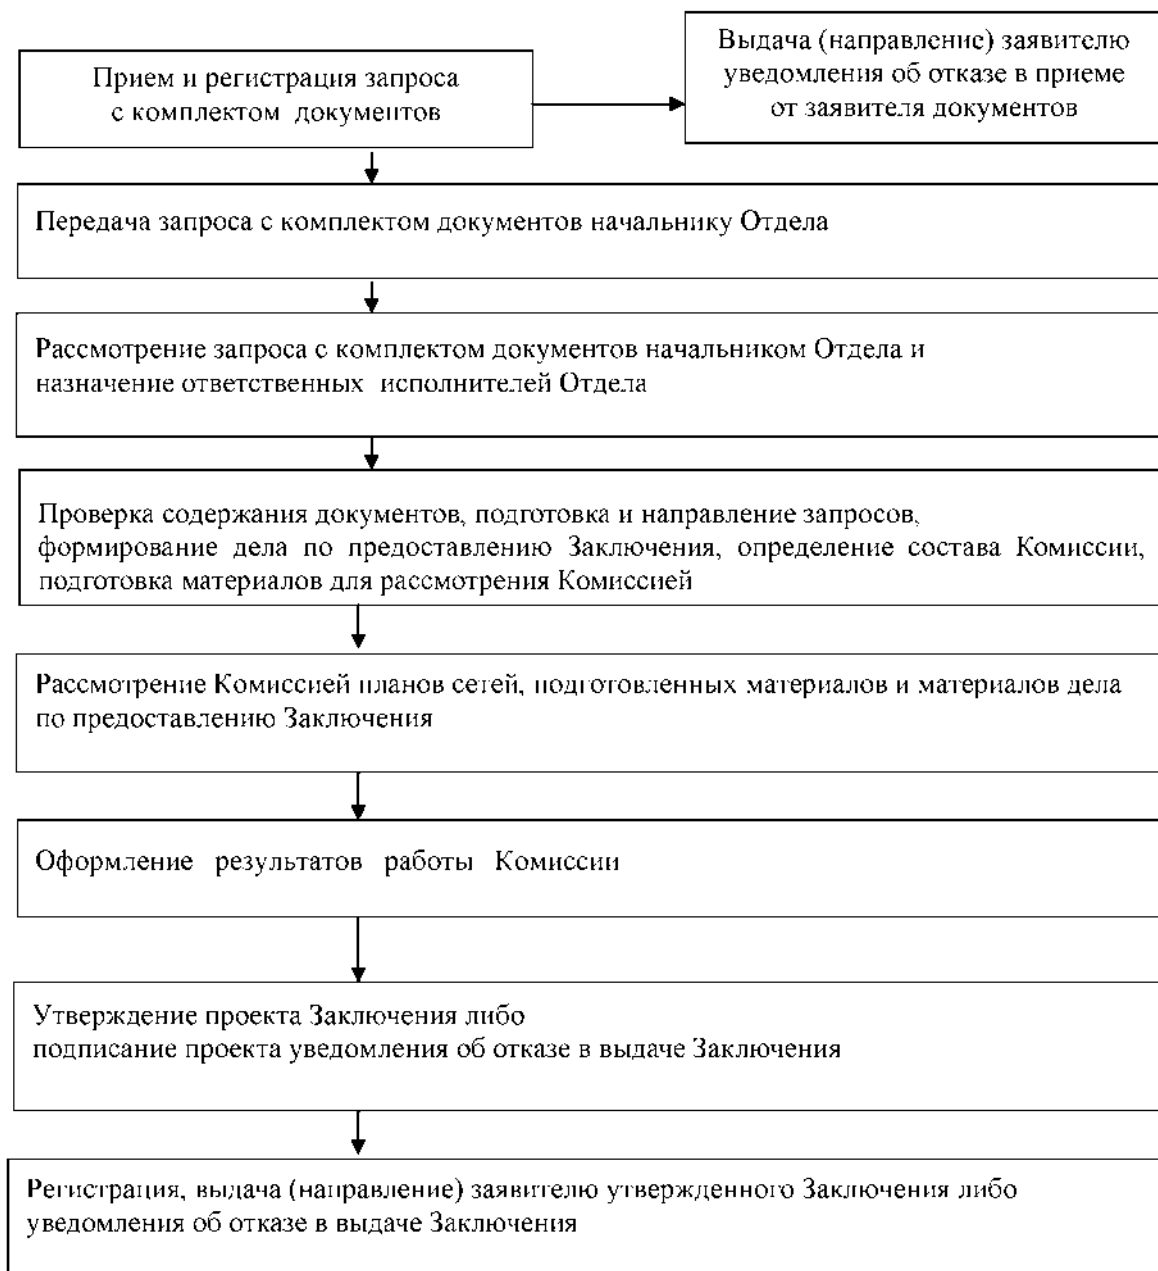 Прием и регистрация запроса
с комплектом документов
Выдача (направление) заявителю
уведомления об отказе в приеме
от заявителя документов
Передача запроса с комплектом документов начальнику Отдела
Рассмотрение запроса с комплектом документов начальником Отдела и
назначение ответственных исполнителей Отдела
Проверка содержания документов, подготовка и направление запросов,
формирование дела по предоставлению Заключения, определение состава Комиссии,
подготовка материалов для рассмотрения Комиссией
Рассмотрение Комиссией планов сетей, подготовленных материалов и материалов дела
по предоставлению Заключения
Оформление результатов работы Комиссии
Утверждение проекта Заключения либо
подписание проекта уведомления об отказе в выдаче Заключения
Регистрация, выдача (направление) заявителю утвержденного Заключения либо
уведомления об отказе в выдаче Заключения